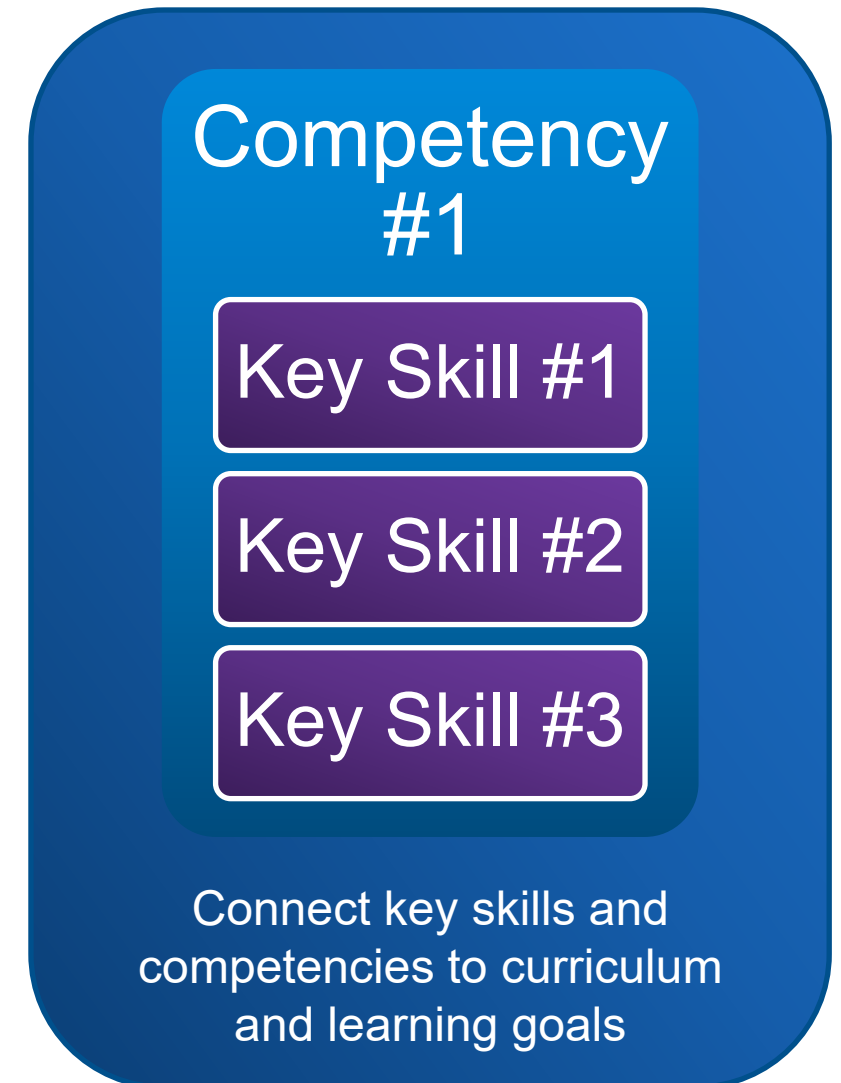 Competency
#1
Key Skill #1
Key Skill #2
Key Skill #3
Connect key skills and
competencies to curriculum
and learning goals